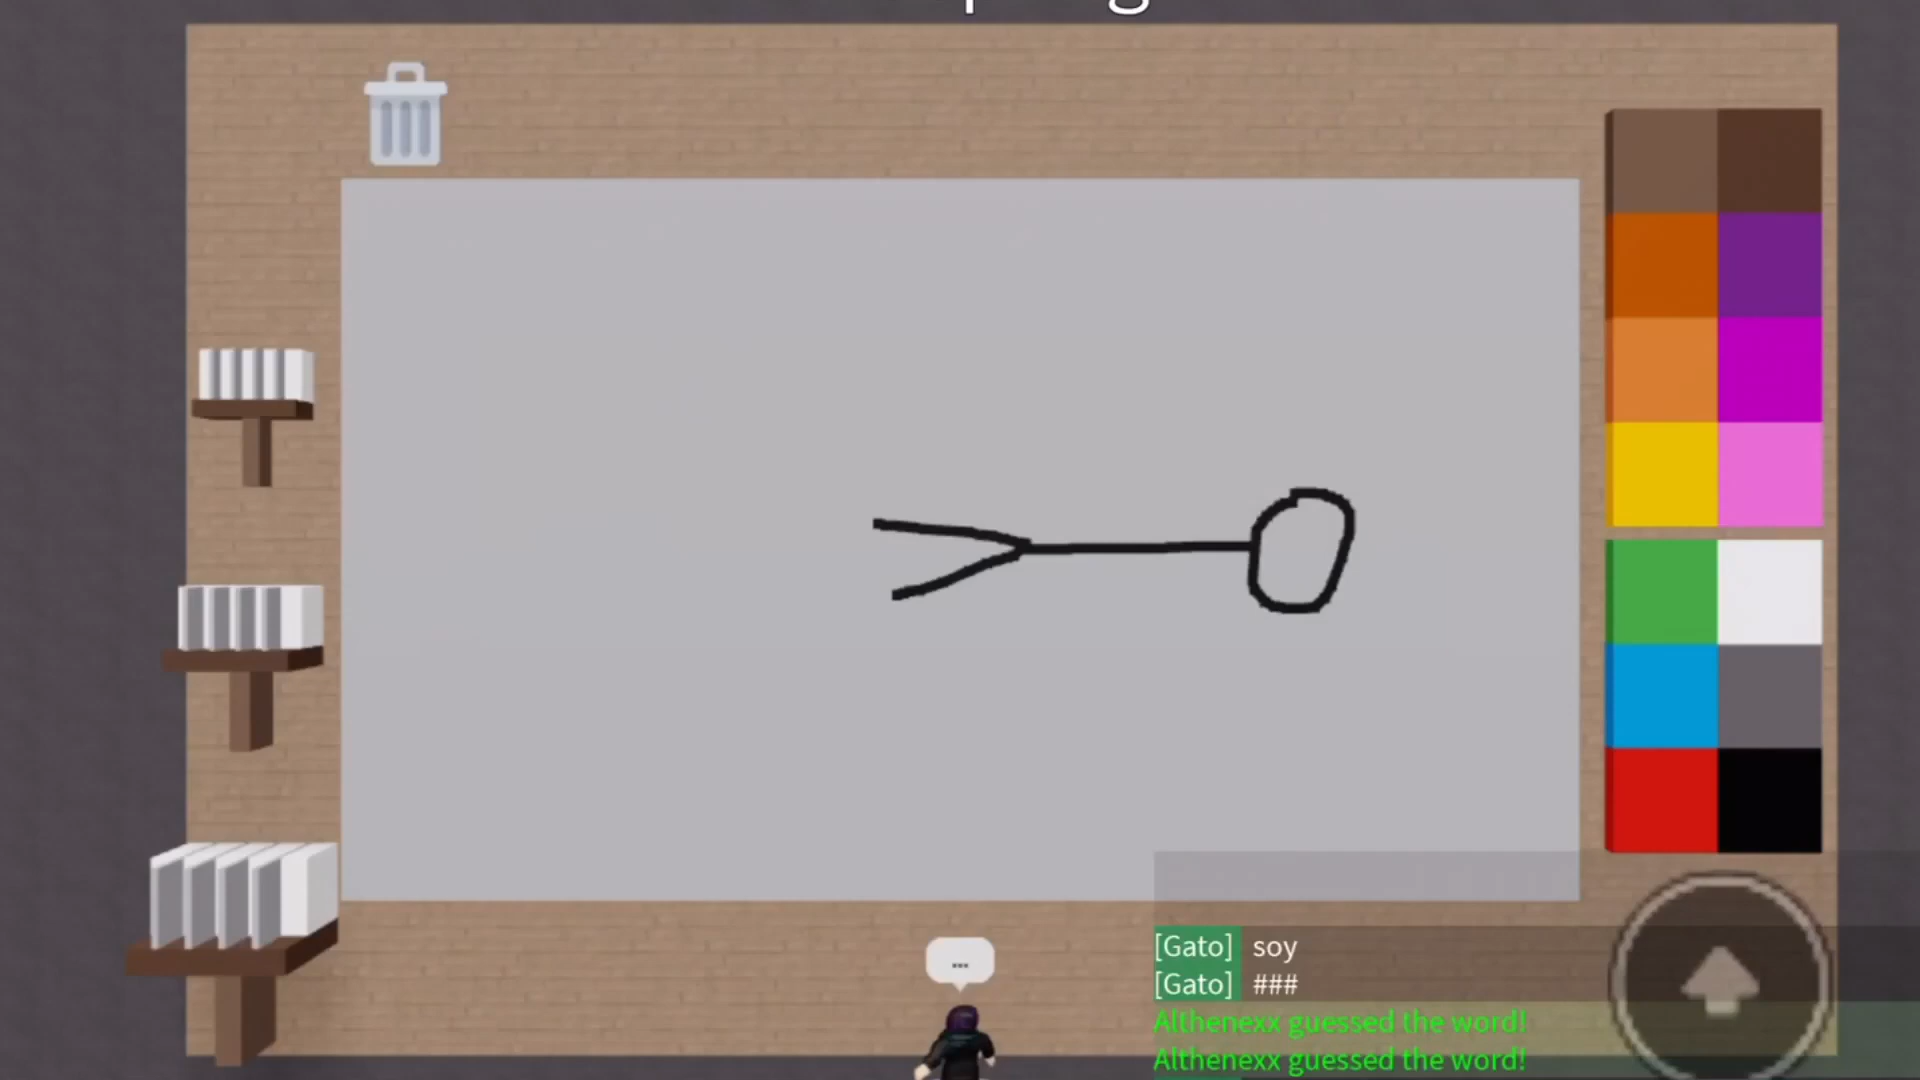 ...
[Gato] soy
[Gato] ###
Althenexx guessed the word!
Althenexx guessed the word!